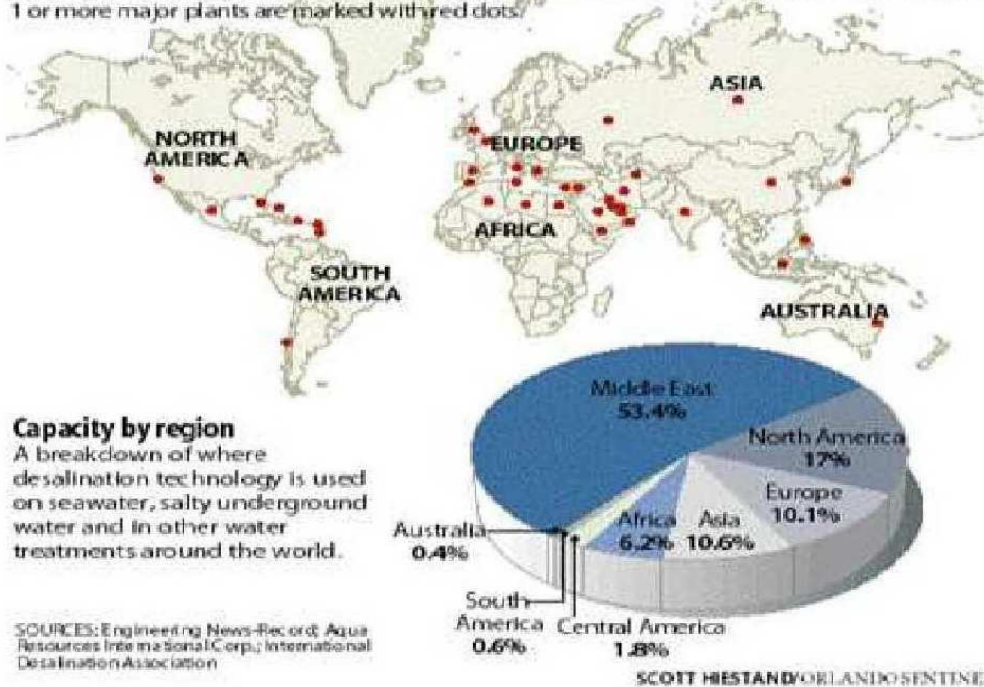 1 or more major plants are marked with red dots.
ASIA
NORTH
AMERICA
EUROPE
AFRICA
SOUTH
AMERICA
AUSTRALIA
Capacity by region
A breakdown of where
desalination technology is used
on seawater, salty underground
water and in other water
treatments around the world.
Middle East
53.4%
North America
17%
Europe
10.1%
Asia
10.6%
Africa
6.2%
Australia
0.4%
South
America
0.6%
Central America
1.8%
SOURCES: Engineering News-Record; Aqua
Resources International Corp.; International
Desalination Association
SCOTT HIESTAND/ORLANDO SENTINE